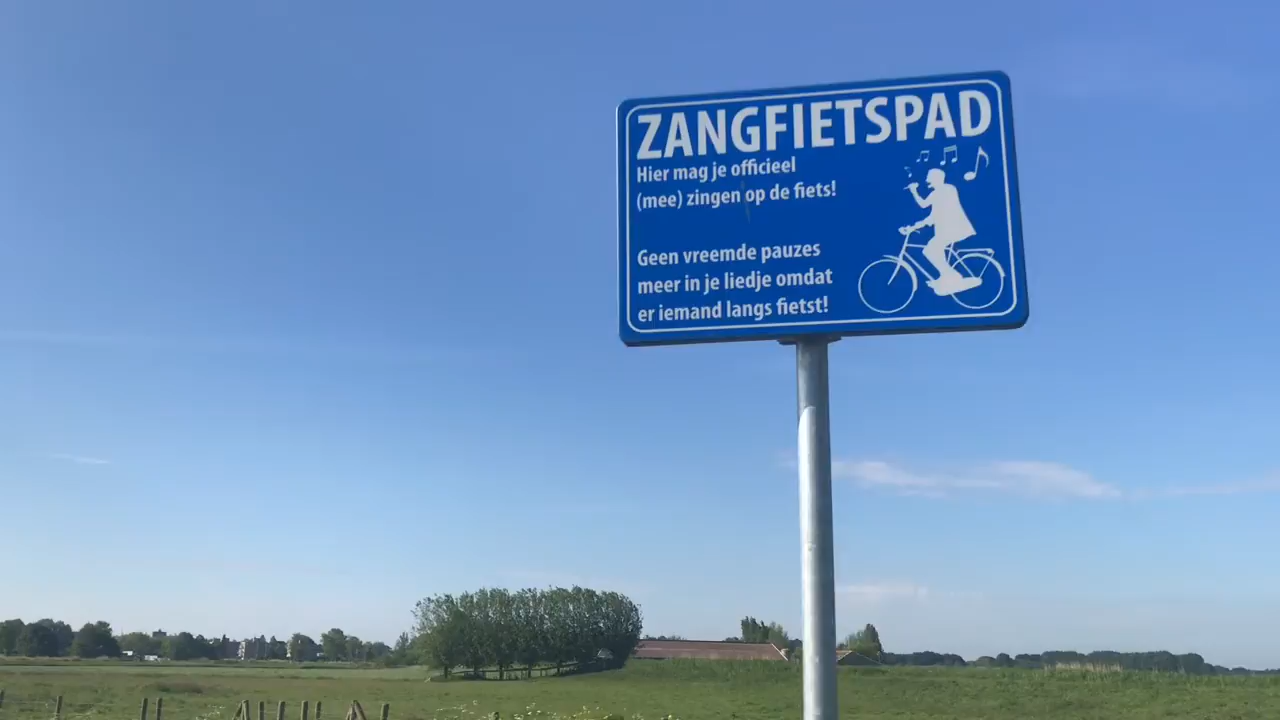 ZANGFIETSPAD
Hier mag je officieel
(mee) zingen op de fiets!
Geen vreemde pauzes
meer in je liedje omdat
er iemand langs fietst!